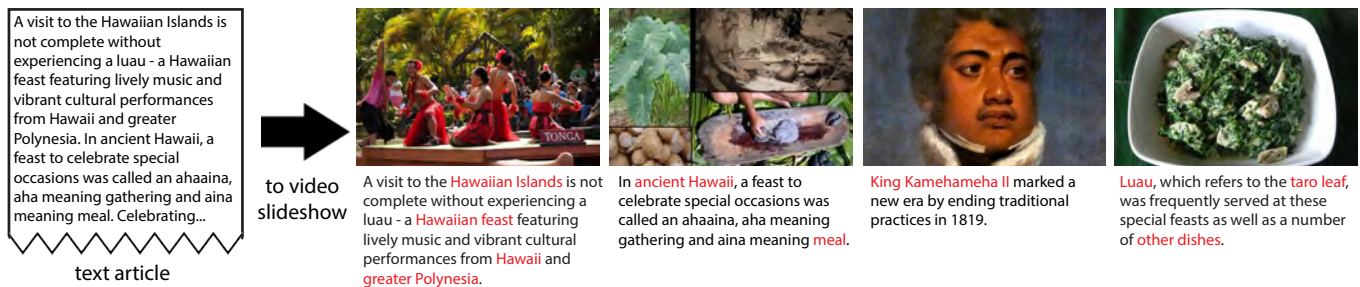 A visit to the Hawaiian Islands is
not complete without
experiencing a luau - a Hawaiian
feast featuring lively music and
vibrant cultural performances
from Hawaii and greater
Polynesia. In ancient Hawaii, a
feast to celebrate special
occasions was called an ahaaina,
aha meaning gathering and aina
meaning meal. Celebrating...
text article
to video
slideshow
TONGA
A visit to the Hawaiian Islands is not
complete without experiencing a
luau - a Hawaiian feast featuring
lively music and vibrant cultural
performances from Hawaii and
greater Polynesia.
In ancient Hawaii, a feast to
celebrate special occasions was
called an ahaaina, aha meaning
gathering and aina meaning meal.
King Kamehameha II marked a
new era by ending traditional
practices in 1819.
Luau, which refers to the taro leaf,
was frequently served at these
special feasts as well as a number
of other dishes.